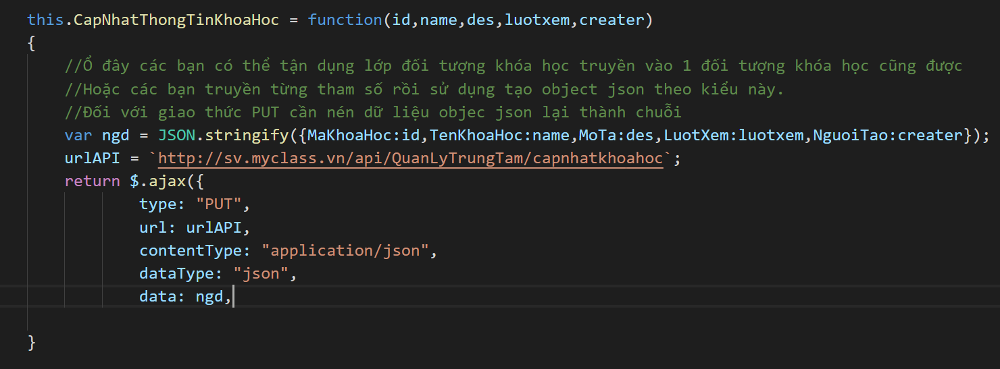 this.CapNhatThongTinKhoaHoc = function(id,name,des,luotxem,creater)
{
//Ổ đây các bạn có thể tận dụng lớp đối tượng khóa học truyền vào 1 đối tượng khóa học cũng được
//Hoặc các bạn truyền từng tham số rồi sử dụng tạo object json theo kiểu này.
//Đối với giao thức PUT cần nén dữ liệu objec json lại thành chuỗi
var ngd = JSON.stringify({MaKhoaHoc:id,TenKhoaHoc:name,MoTa:des,LuotXem:luotxem,NguoiTao:creater});
urlAPI = `http://sv.myclass.vn/api/QuanLyTrungTam/capnhatkhoahoc`;
return $.ajax({
type: "PUT",
url: urlAPI,
contentType: "application/json",
dataType: "json",
data: ngd,
}